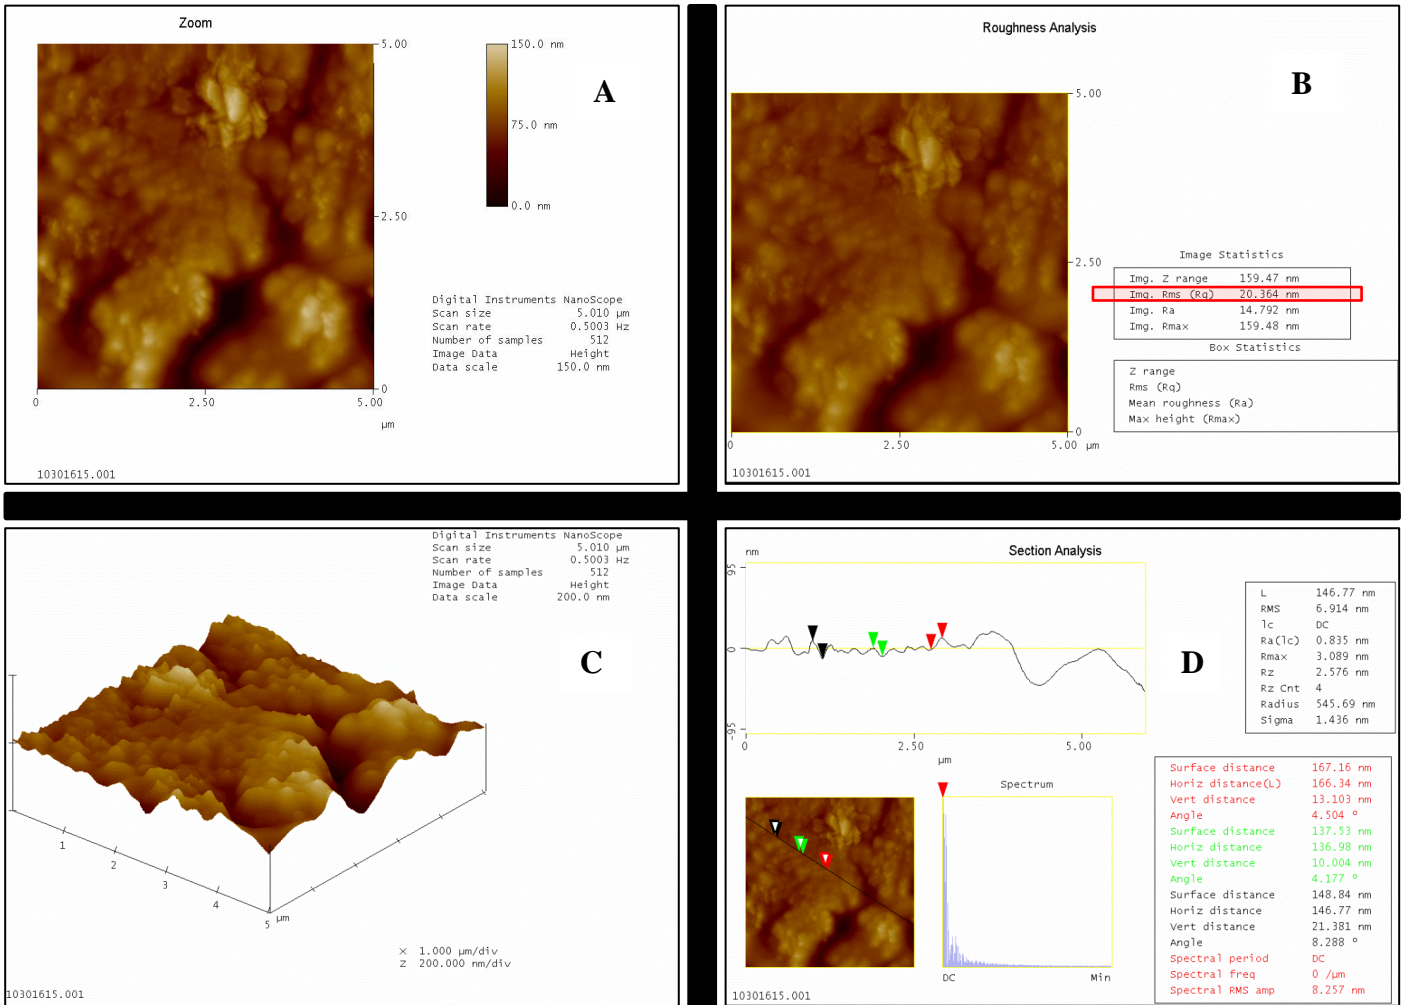 Zoom
5.00
2.50
0
0
2.50
5.00
µm
150.0 nm
75.0 nm
0.0 nm
A
Digital Instruments NanoScope
Scan size 5.010 µm
Scan rate 0.5003 Hz
Number of samples 512
Image Data Height
Data scale 150.0 nm
10301615.001
Roughness Analysis
B
5.00
2.50
0
0
2.50
5.00 µm
Image Statistics
Img. Z range 159.47 nm
Img. Rms (Rq) 20.364 nm
Img. Ra 14.792 nm
Img. Rmax 159.48 nm
Box Statistics
Z range
Rms (Rq)
Mean roughness (Ra)
Max height (Rmax)
10301615.001
Digital Instruments NanoScope
Scan size 5.010 µm
Scan rate 0.5003 Hz
Number of samples 512
Image Data Height
Data scale 200.0 nm
C
1
2
3
4
5 µm
X 1.000 µm/div
Z 200.000 nm/div
10301615.001
nm
Section Analysis
95
0
-95
0
2.50
5.00
µm
D
L 146.77 nm
RMS 6.914 nm
lc DC
Ra(lc) 0.835 nm
Rmax 3.089 nm
Rz 2.576 nm
Rz Cnt 4
Radius 545.69 nm
Sigma 1.436 nm
Spectrum
DC Min
Surface distance 167.16 nm
Horiz distance(L) 166.34 nm
Vert distance 13.103 nm
Angle 4.504 °
Surface distance 137.53 nm
Horiz distance 136.98 nm
Vert distance 10.004 nm
Angle 4.177 °
Surface distance 148.84 nm
Horiz distance 146.77 nm
Vert distance 21.381 nm
Angle 8.288 °
Spectral period DC
Spectral freq 0 /µm
Spectral RMS amp 8.257 nm
10301615.001